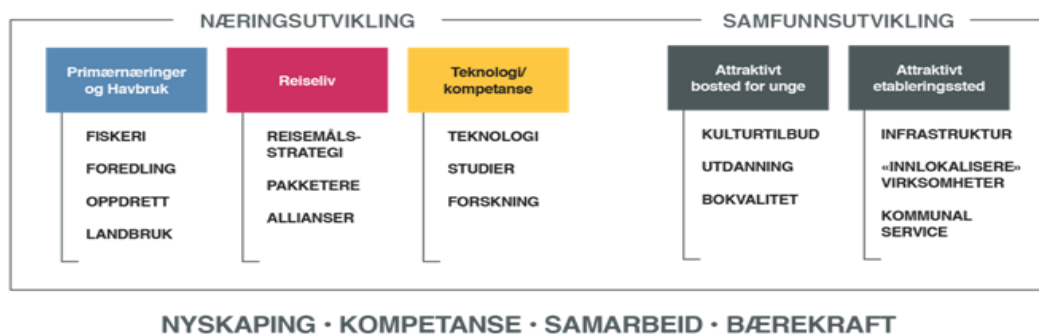 NÆRINGSUTVIKLING
SAMFUNNSUTVIKLING
Primærnæringer
og Havbruk
FISKERI
FOREDLING
OPPDRETT
LANDBRUK
Reiseliv
REISEMÅLS-
STRATEGI
PAKKETERE
ALLIANSER
Teknologi/
kompetanse
TEKNOLOGI
STUDIER
FORSKNING
Attraktivt
bosted for unge
KULTURTILBUD
UTDANNING
BOKVALITET
Attraktivt
etableringssted
INFRASTRUKTUR
«INNLOKALISERE»
VIRKSOMHETER
KOMMUNAL
SERVICE
NYSKAPING · KOMPETANSE · SAMARBEID · BÆREKRAFT